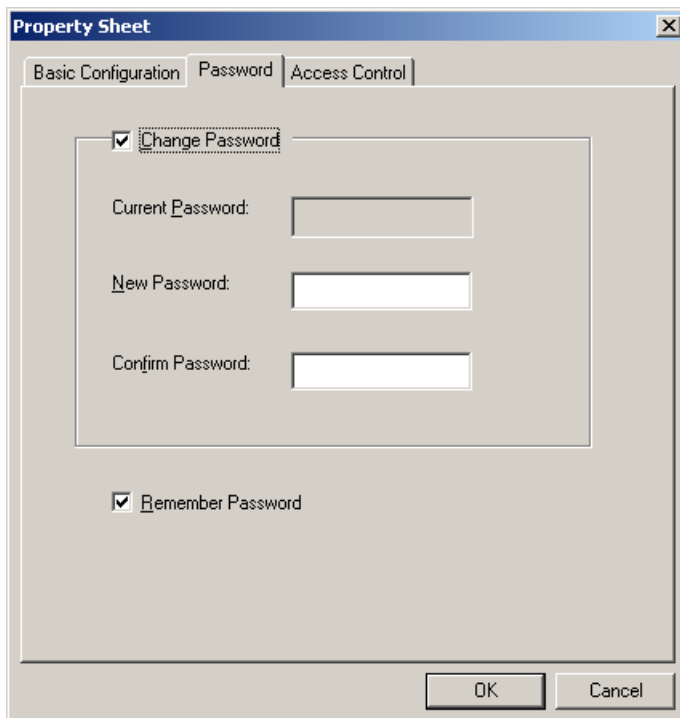 Property Sheet
Basic Configuration Password Access Control
Change Password
Current Password:
New Password:
Confirm Password:
Remember Password
OK Cancel